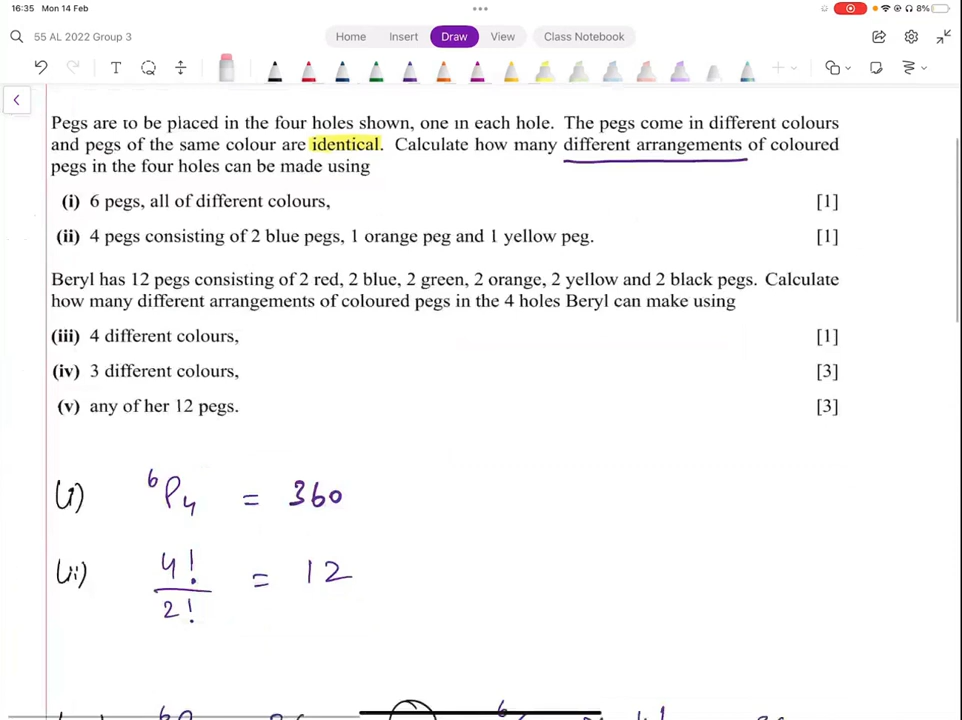 16:35 Mon 14 Feb
8%
55 AL 2022 Group 3
Home Insert Draw View Class Notebook
Pegs are to be placed in the four holes shown, one in each hole. The pegs come in different colours
and pegs of the same colour are identical. Calculate how many different arrangements of coloured
pegs in the four holes can be made using
(i) 6 pegs, all of different colours, [1]
(ii) 4 pegs consisting of 2 blue pegs, 1 orange peg and 1 yellow peg. [1]
Beryl has 12 pegs consisting of 2 red, 2 blue, 2 green, 2 orange, 2 yellow and 2 black pegs. Calculate
how many different arrangements of coloured pegs in the 4 holes Beryl can make using
(iii) 4 different colours, [1]
(iv) 3 different colours, [3]
(v) any of her 12 pegs. [3]
(i) ⁶P₄ = 360
(ii) 4!
= 12
2!